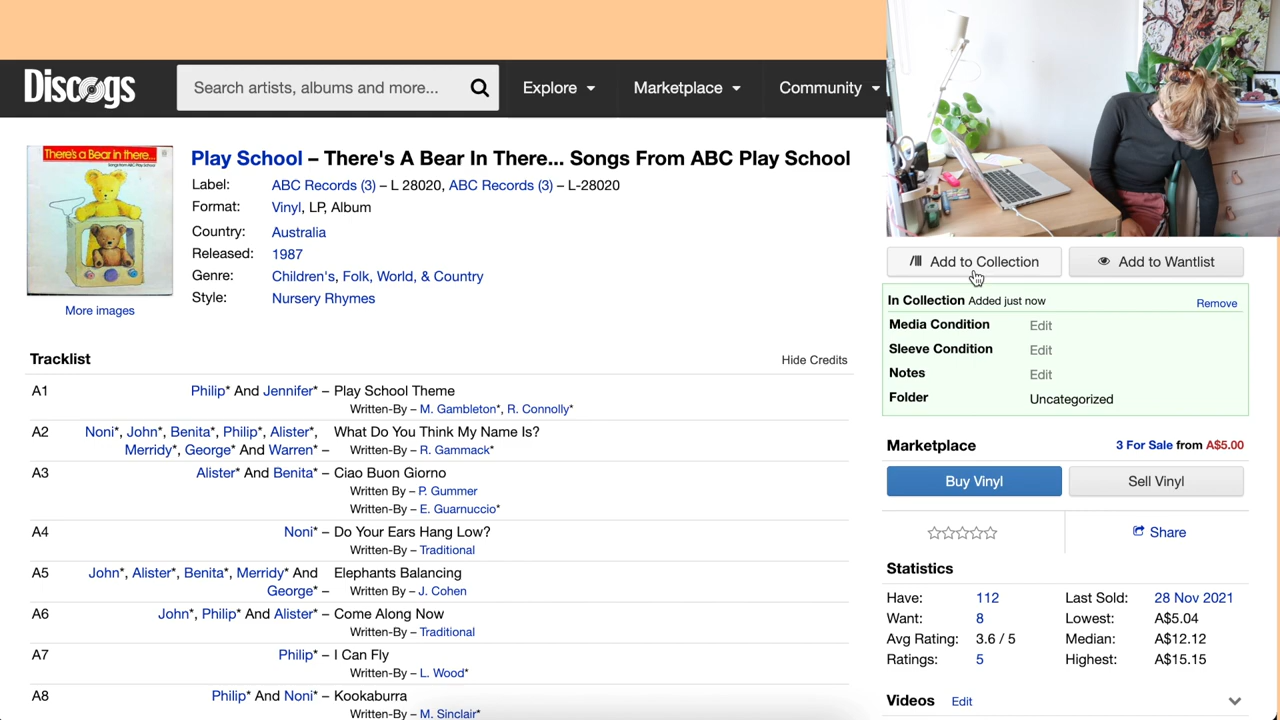 Discogs
Search artists, albums and more...
Explore
Marketplace
Community
There's a Bear in there...
Play School – There's A Bear In There... Songs From ABC Play School
Label: ABC Records (3) – L 28020, ABC Records (3) – L-28020
Format: Vinyl, LP, Album
Country: Australia
Released: 1987
Genre: Children's, Folk, World, & Country
Style: Nursery Rhymes
More images
Tracklist
Hide Credits
A1 Philip* And Jennifer* – Play School Theme
Written-By – M. Gambleton*, R. Connolly*
A2 Noni*, John*, Benita*, Philip*, Alister*, What Do You Think My Name Is?
Merridy*, George* And Warren* – Written-By – R. Gammack*
A3 Alister* And Benita* – Ciao Buon Giorno
Written By – P. Gummer
Written By – E. Guarnuccio*
A4 Noni* – Do Your Ears Hang Low?
Written-By – Traditional
A5 John*, Alister*, Benita*, Merridy* And Elephants Balancing
George* – Written By – J. Cohen
A6 John*, Philip* And Alister* – Come Along Now
Written-By – Traditional
A7 Philip* – I Can Fly
Written-By – L. Wood*
A8 Philip* And Noni* – Kookaburra
Written-By – M. Sinclair*
Add to Collection
Add to Wantlist
In Collection Added just now
Remove
Media Condition Edit
Sleeve Condition Edit
Notes Edit
Folder Uncategorized
Marketplace 3 For Sale from A$5.00
Buy Vinyl
Sell Vinyl
Share
Statistics
Have: 112 Last Sold: 28 Nov 2021
Want: 8 Lowest: A$5.04
Avg Rating: 3.6 / 5 Median: A$12.12
Ratings: 5 Highest: A$15.15
Videos Edit